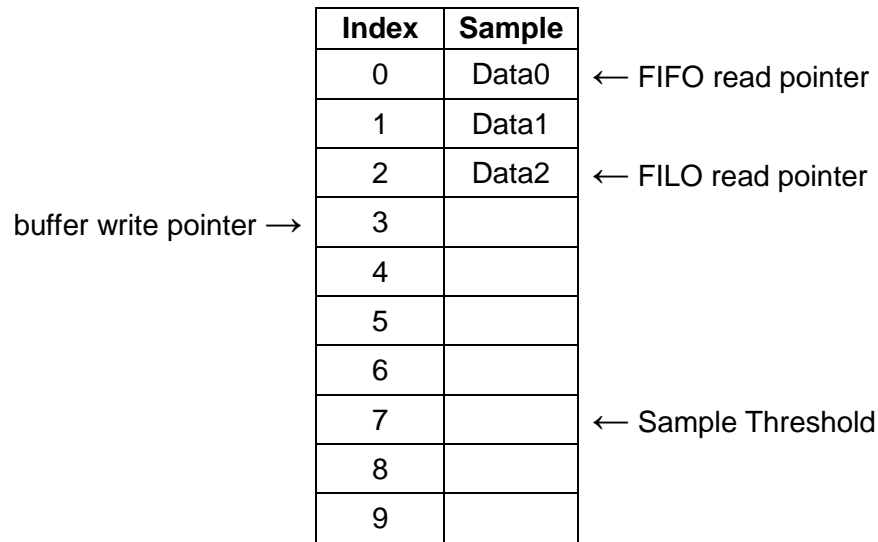 Index Sample
0 Data0 ← FIFO read pointer
1 Data1
2 Data2 ← FILO read pointer
buffer write pointer → 3
4
5
6
7 ← Sample Threshold
8
9